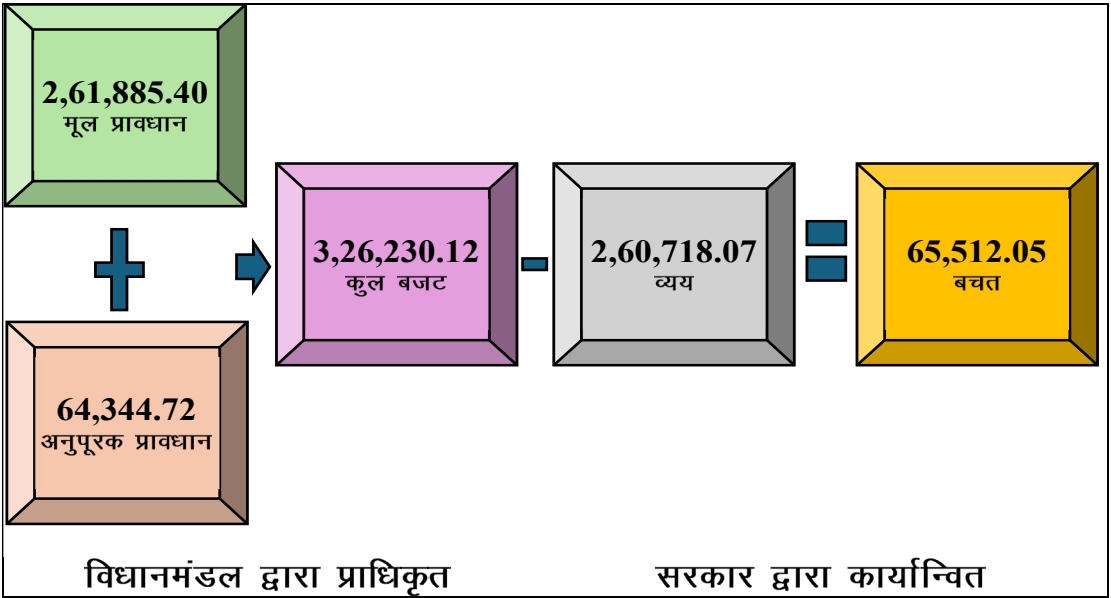 2,61,885.40
मूल प्रावधान
64,344.72
अनुपूरक प्रावधान
3,26,230.12
कुल बजट
2,60,718.07
व्यय
65,512.05
बचत
विधानमंडल द्वारा प्राधिकृत
सरकार द्वारा कार्यान्वित